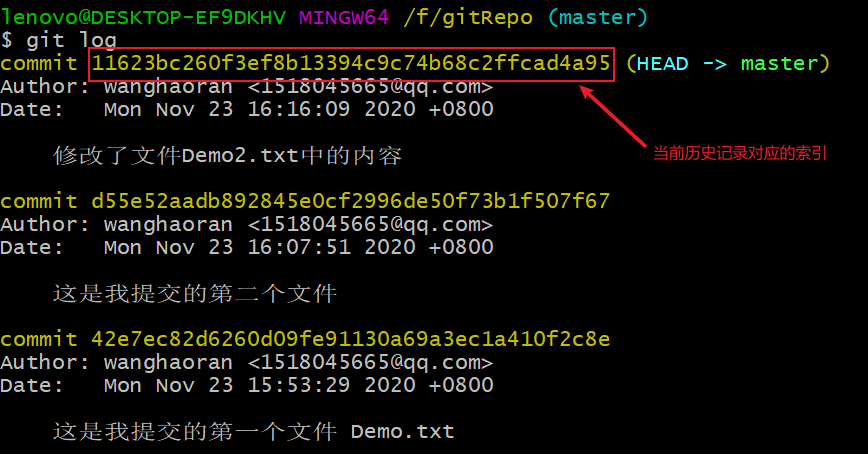 lenovo@DESKTOP-EF9DKHV MINGW64 /f/gitRepo (master)
$ git log
commit 11623bc260f3ef8b13394c9c74b68c2ffcad4a95 (HEAD -> master)
Author: wanghaoran <1518045665@qq.com>
Date:   Mon Nov 23 16:16:09 2020 +0800
当前历史记录对应的索引
修改了文件Demo2.txt中的内容
commit d55e52aadb892845e0cf2996de50f73b1f507f67
Author: wanghaoran <1518045665@qq.com>
Date:   Mon Nov 23 16:07:51 2020 +0800
这是我提交的第二个文件
commit 42e7ec82d6260d09fe91130a69a3ec1a410f2c8e
Author: wanghaoran <1518045665@qq.com>
Date:   Mon Nov 23 15:53:29 2020 +0800
这是我提交的第一个文件 Demo.txt